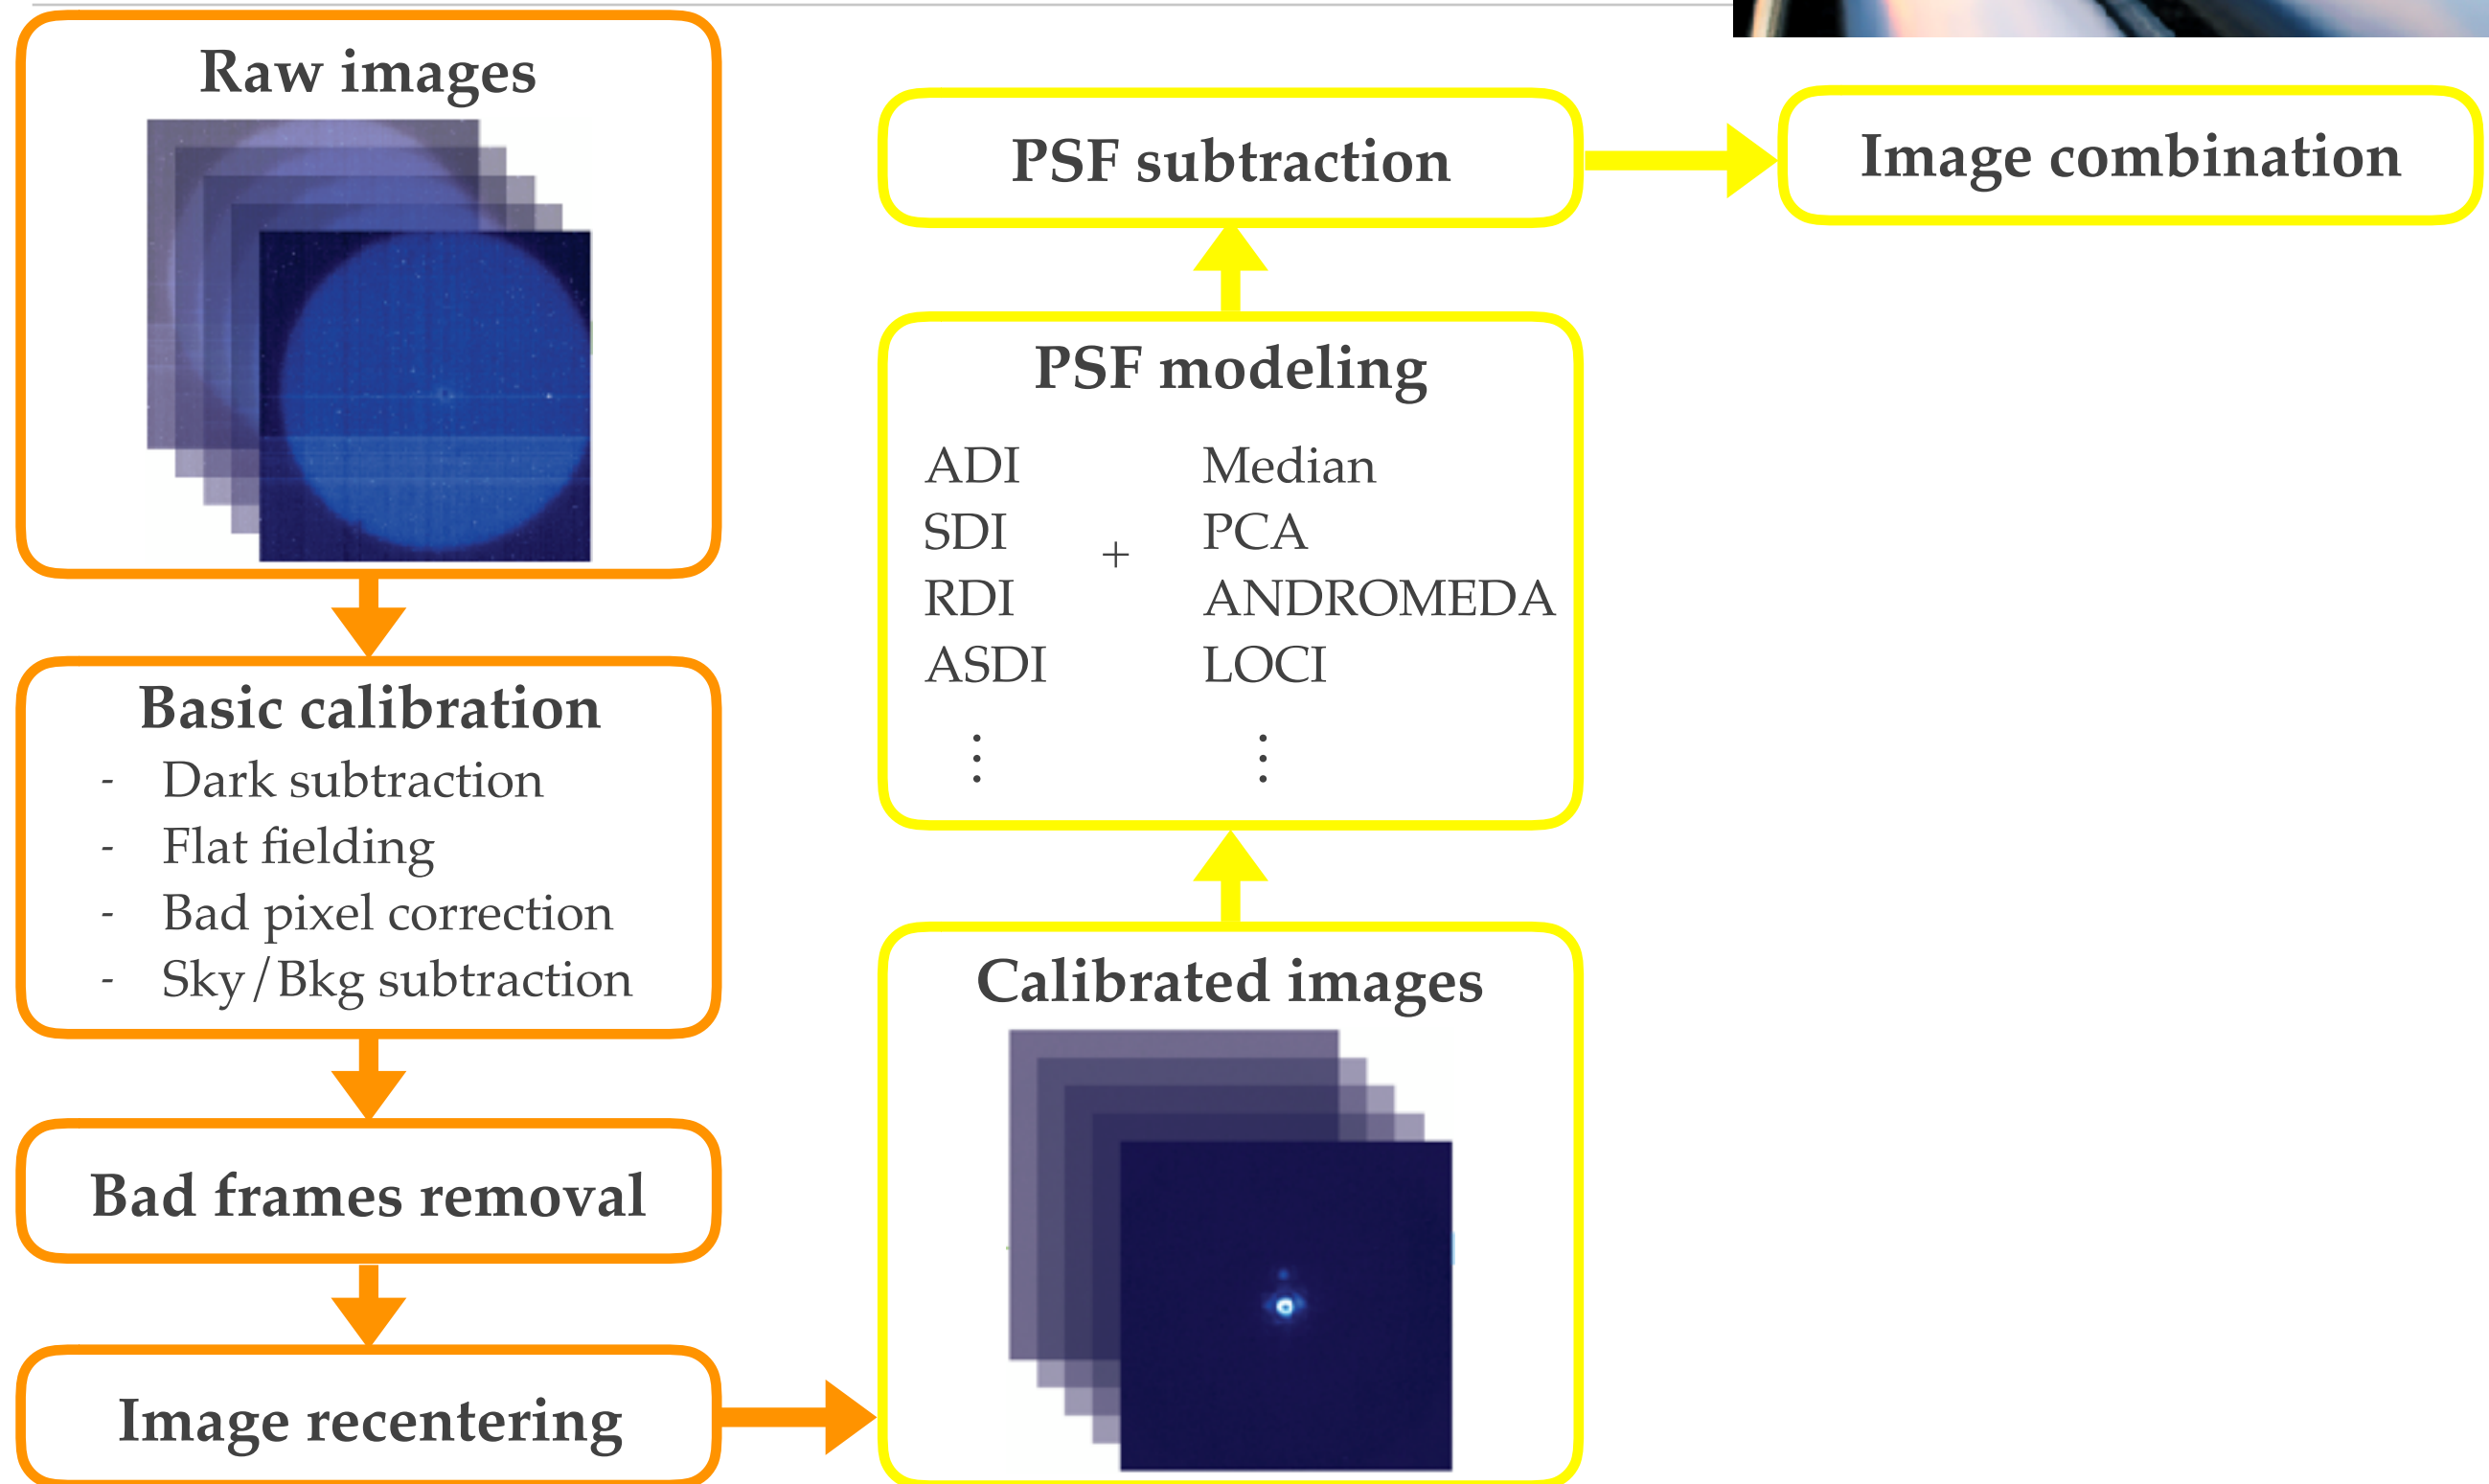 Raw images
Basic calibration
- Dark subtraction
- Flat fielding
- Bad pixel correction
- Sky/Bkg subtraction
Bad frames removal
Image recentering
Calibrated images
PSF modeling
ADI
SDI
RDI
ASDI
⋮
+
Median
PCA
ANDROMEDA
LOCI
⋮
PSF subtraction
Image combination